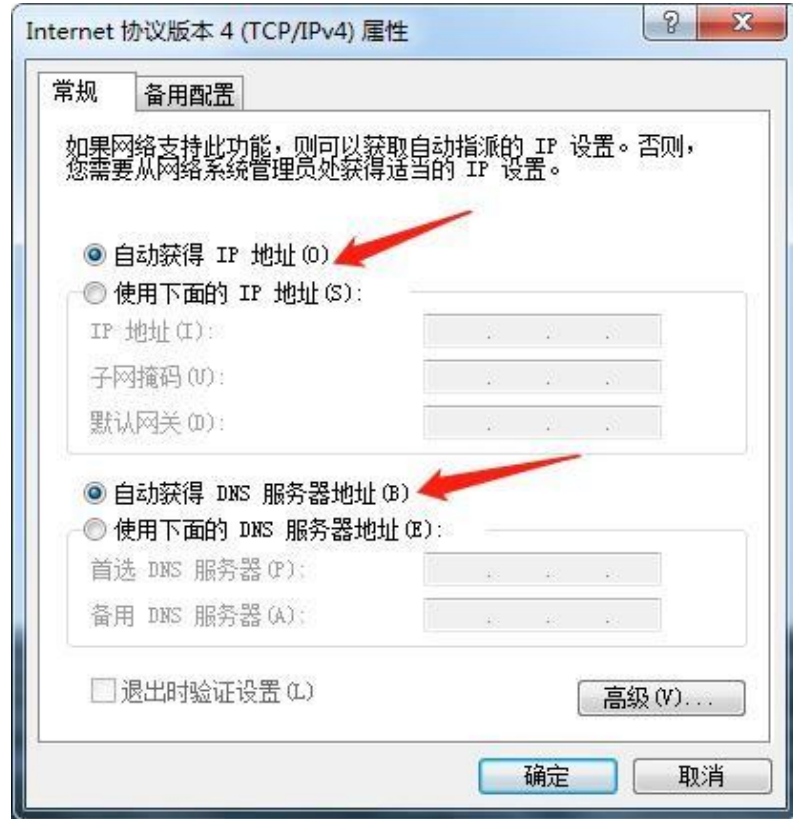 Internet 协议版本 4 (TCP/IPv4) 属性
常规
备用配置
如果网络支持此功能，则可以获取自动指派的 IP 设置。否则，
您需要从网络系统管理员处获得适当的 IP 设置。
自动获得 IP 地址(O)
使用下面的 IP 地址(S):
IP 地址(I):
子网掩码(U):
默认网关(D):
自动获得 DNS 服务器地址(B)
使用下面的 DNS 服务器地址(E):
首选 DNS 服务器(P):
备用 DNS 服务器(A):
退出时验证设置(L)
高级(V)...
确定
取消